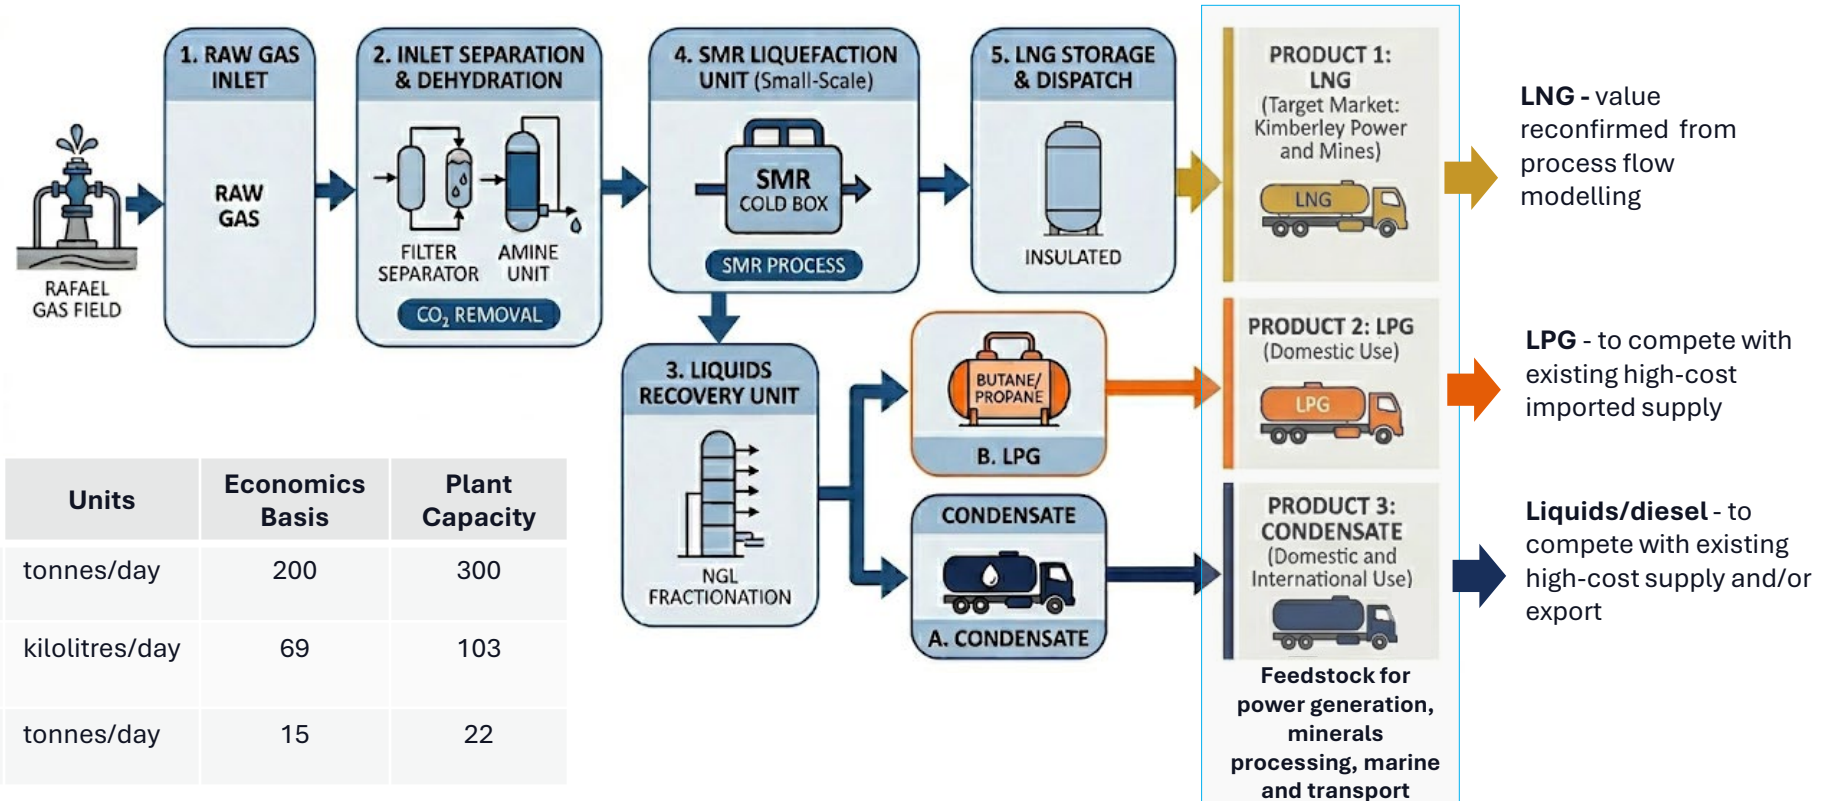 1. RAW GAS
INLET
RAW
GAS
RAFAEL
GAS FIELD
2. INLET SEPARATION
& DEHYDRATION
FILTER
SEPARATOR
AMINE
UNIT
CO₂ REMOVAL
4. SMR LIQUEFACTION
UNIT (Small-Scale)
SMR
COLD BOX
SMR PROCESS
5. LNG STORAGE
& DISPATCH
INSULATED
PRODUCT 1:
LNG
(Target Market:
Kimberley Power
and Mines)
LNG
LNG - value
reconfirmed from
process flow
modelling
3. LIQUIDS
RECOVERY UNIT
NGL
FRACTIONATION
BUTANE/
PROPANE
B. LPG
PRODUCT 2: LPG
(Domestic Use)
LPG
LPG - to compete with
existing high-cost
imported supply
CONDENSATE
A. CONDENSATE
PRODUCT 3:
CONDENSATE
(Domestic and
International Use)
Feedstock for
power generation,
minerals
processing, marine
and transport
Liquids/diesel - to
compete with existing
high-cost supply and/or
export
Units Economics Basis Plant Capacity
tonnes/day 200 300
kilolitres/day 69 103
tonnes/day 15 22